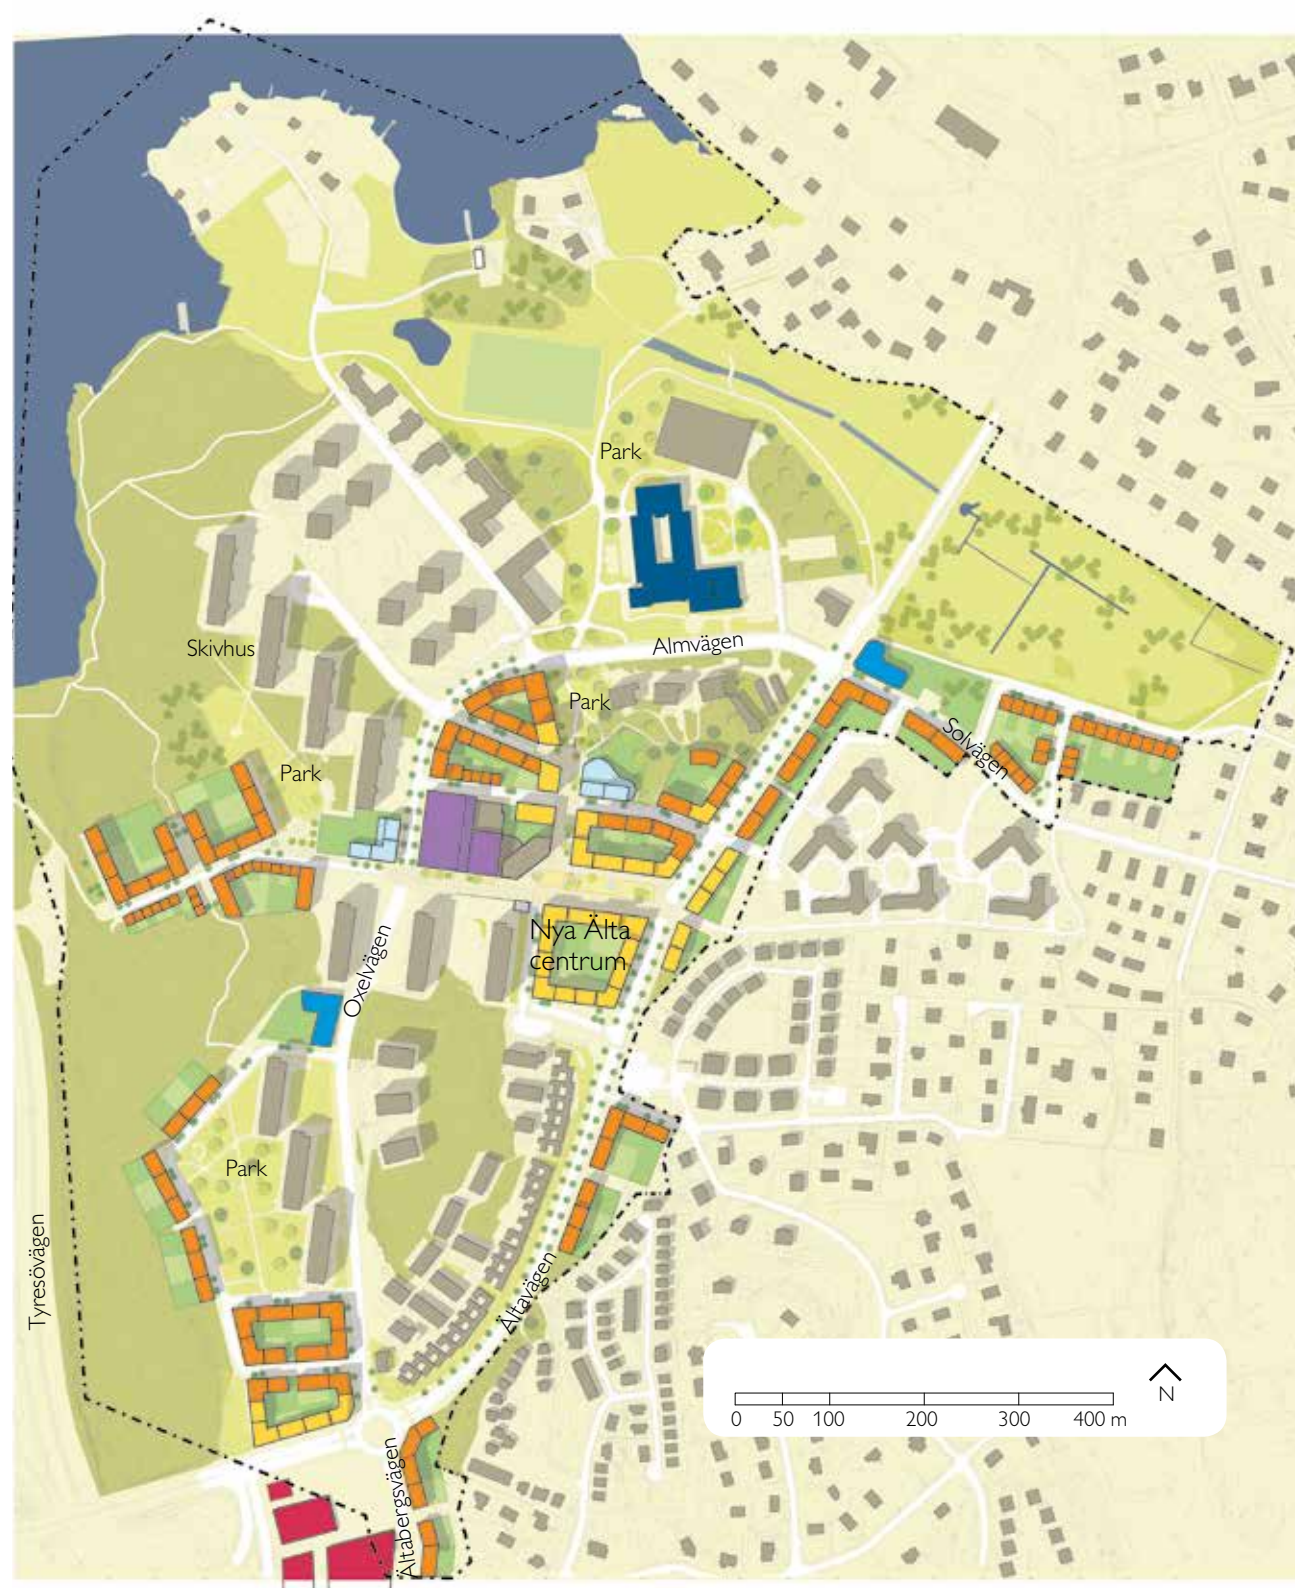 Park
Almvägen
Skivhus
Park
Solvägen
Park
Nya Älta
centrum
Oxelvägen
Park
Tyresövägen
Ältavägen
N
0 50 100 200 300 400 m
Ältabergsvägen